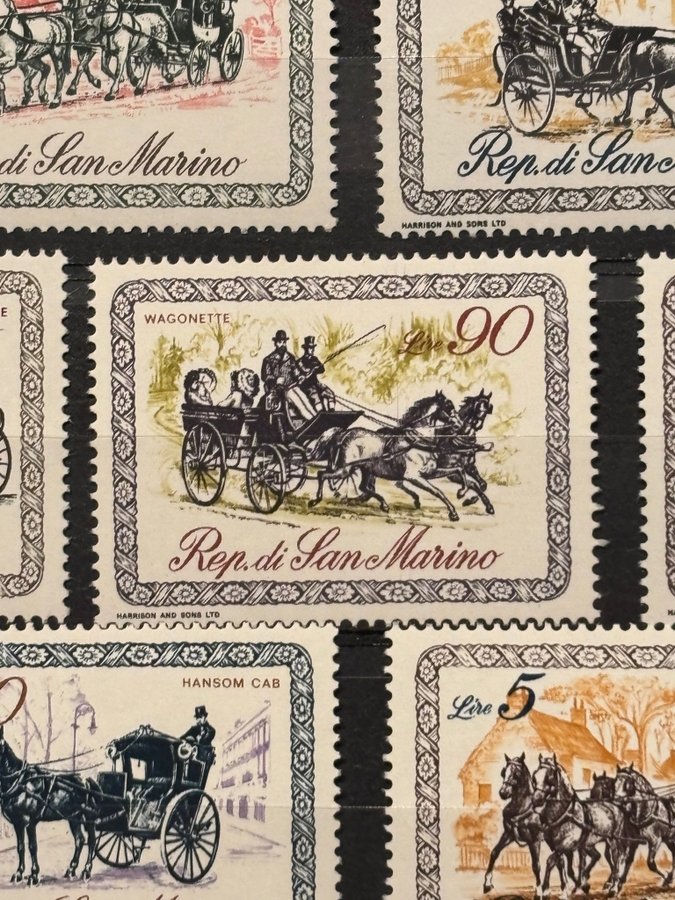 di San Marino
Rep. di San
HARRISON AND SONS LTD
E
WAGONETTE
Lire 90
Rep. di San Marino
HARRISON AND SONS LTD
H
0
HANSOM CAB
Lire 5